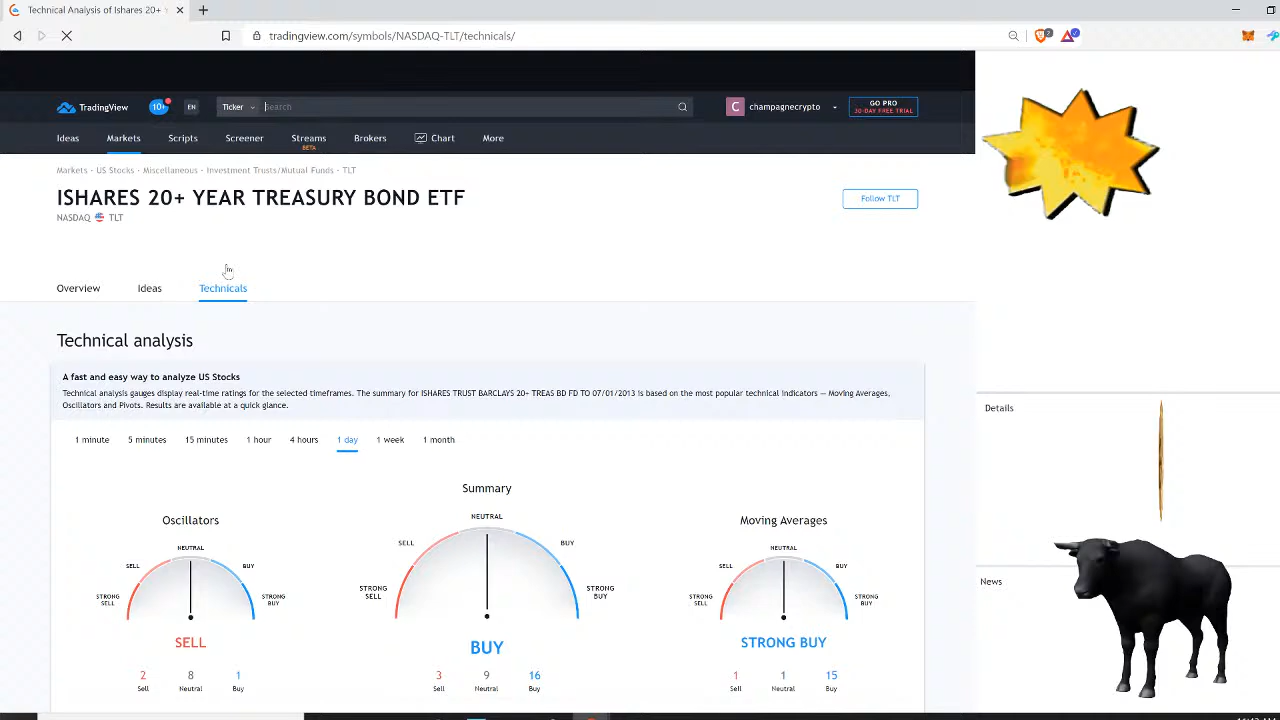 Technical Analysis of Ishares 20+
tradingview.com/symbols/NASDAQ-TLT/technicals/
2
TradingView
10+
EN
Ticker
Search
C
champagnecrypto
GO PRO
30-DAY FREE TRIAL
Ideas
Markets
Scripts
Screener
Streams
BETA
Brokers
Chart
More
Markets - US Stocks - Miscellaneous - Investment Trusts/Mutual Funds - TLT
ISHARES 20+ YEAR TREASURY BOND ETF
Follow TLT
NASDAQ TLT
Overview
Ideas
Technicals
Technical analysis
A fast and easy way to analyze US Stocks
Technical analysis gauges display real-time ratings for the selected timeframes. The summary for ISHARES TRUST BARCLAYS 20+ TREAS BD FD TO 07/01/2013 is based on the most popular technical indicators — Moving Averages,
Oscillators and Pivots. Results are available at a quick glance.
1 minute
5 minutes
15 minutes
1 hour
4 hours
1 day
1 week
1 month
Oscillators
NEUTRAL
SELL
BUY
STRONG
SELL
STRONG
BUY
SELL
2
8
1
Sell
Neutral
Buy
Summary
NEUTRAL
SELL
BUY
STRONG
SELL
STRONG
BUY
BUY
3
9
16
Sell
Neutral
Buy
Moving Averages
NEUTRAL
SELL
BUY
STRONG
SELL
STRONG
BUY
STRONG BUY
1
1
15
Sell
Neutral
Buy
Details
News